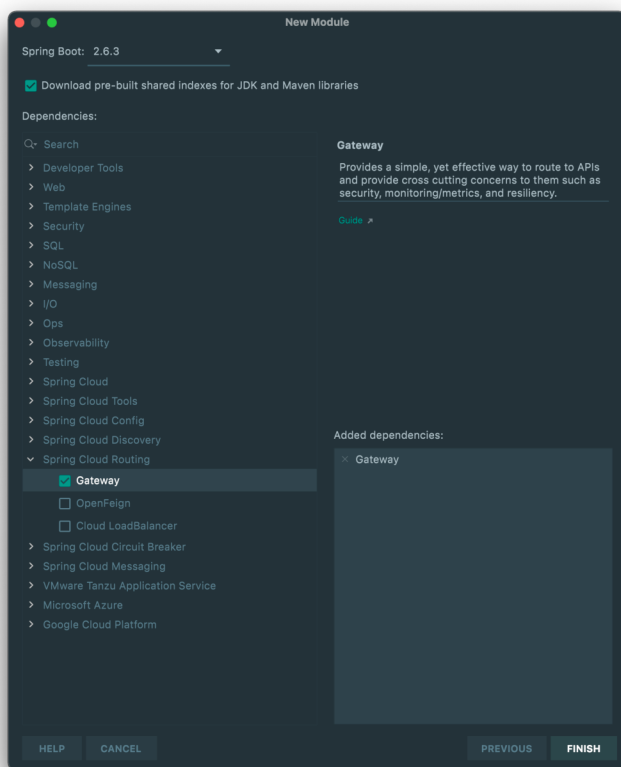 New Module
Spring Boot: 2.6.3
Download pre-built shared indexes for JDK and Maven libraries
Dependencies:
Search
Developer Tools
Web
Template Engines
Security
SQL
NoSQL
Messaging
I/O
Ops
Observability
Testing
Spring Cloud
Spring Cloud Tools
Spring Cloud Config
Spring Cloud Discovery
Spring Cloud Routing
Gateway
OpenFeign
Cloud LoadBalancer
Spring Cloud Circuit Breaker
Spring Cloud Messaging
VMware Tanzu Application Service
Microsoft Azure
Google Cloud Platform
Gateway
Provides a simple, yet effective way to route to APIs
and provide cross cutting concerns to them such as
security, monitoring/metrics, and resiliency.
Guide
Added dependencies:
Gateway
HELP
CANCEL
PREVIOUS
FINISH